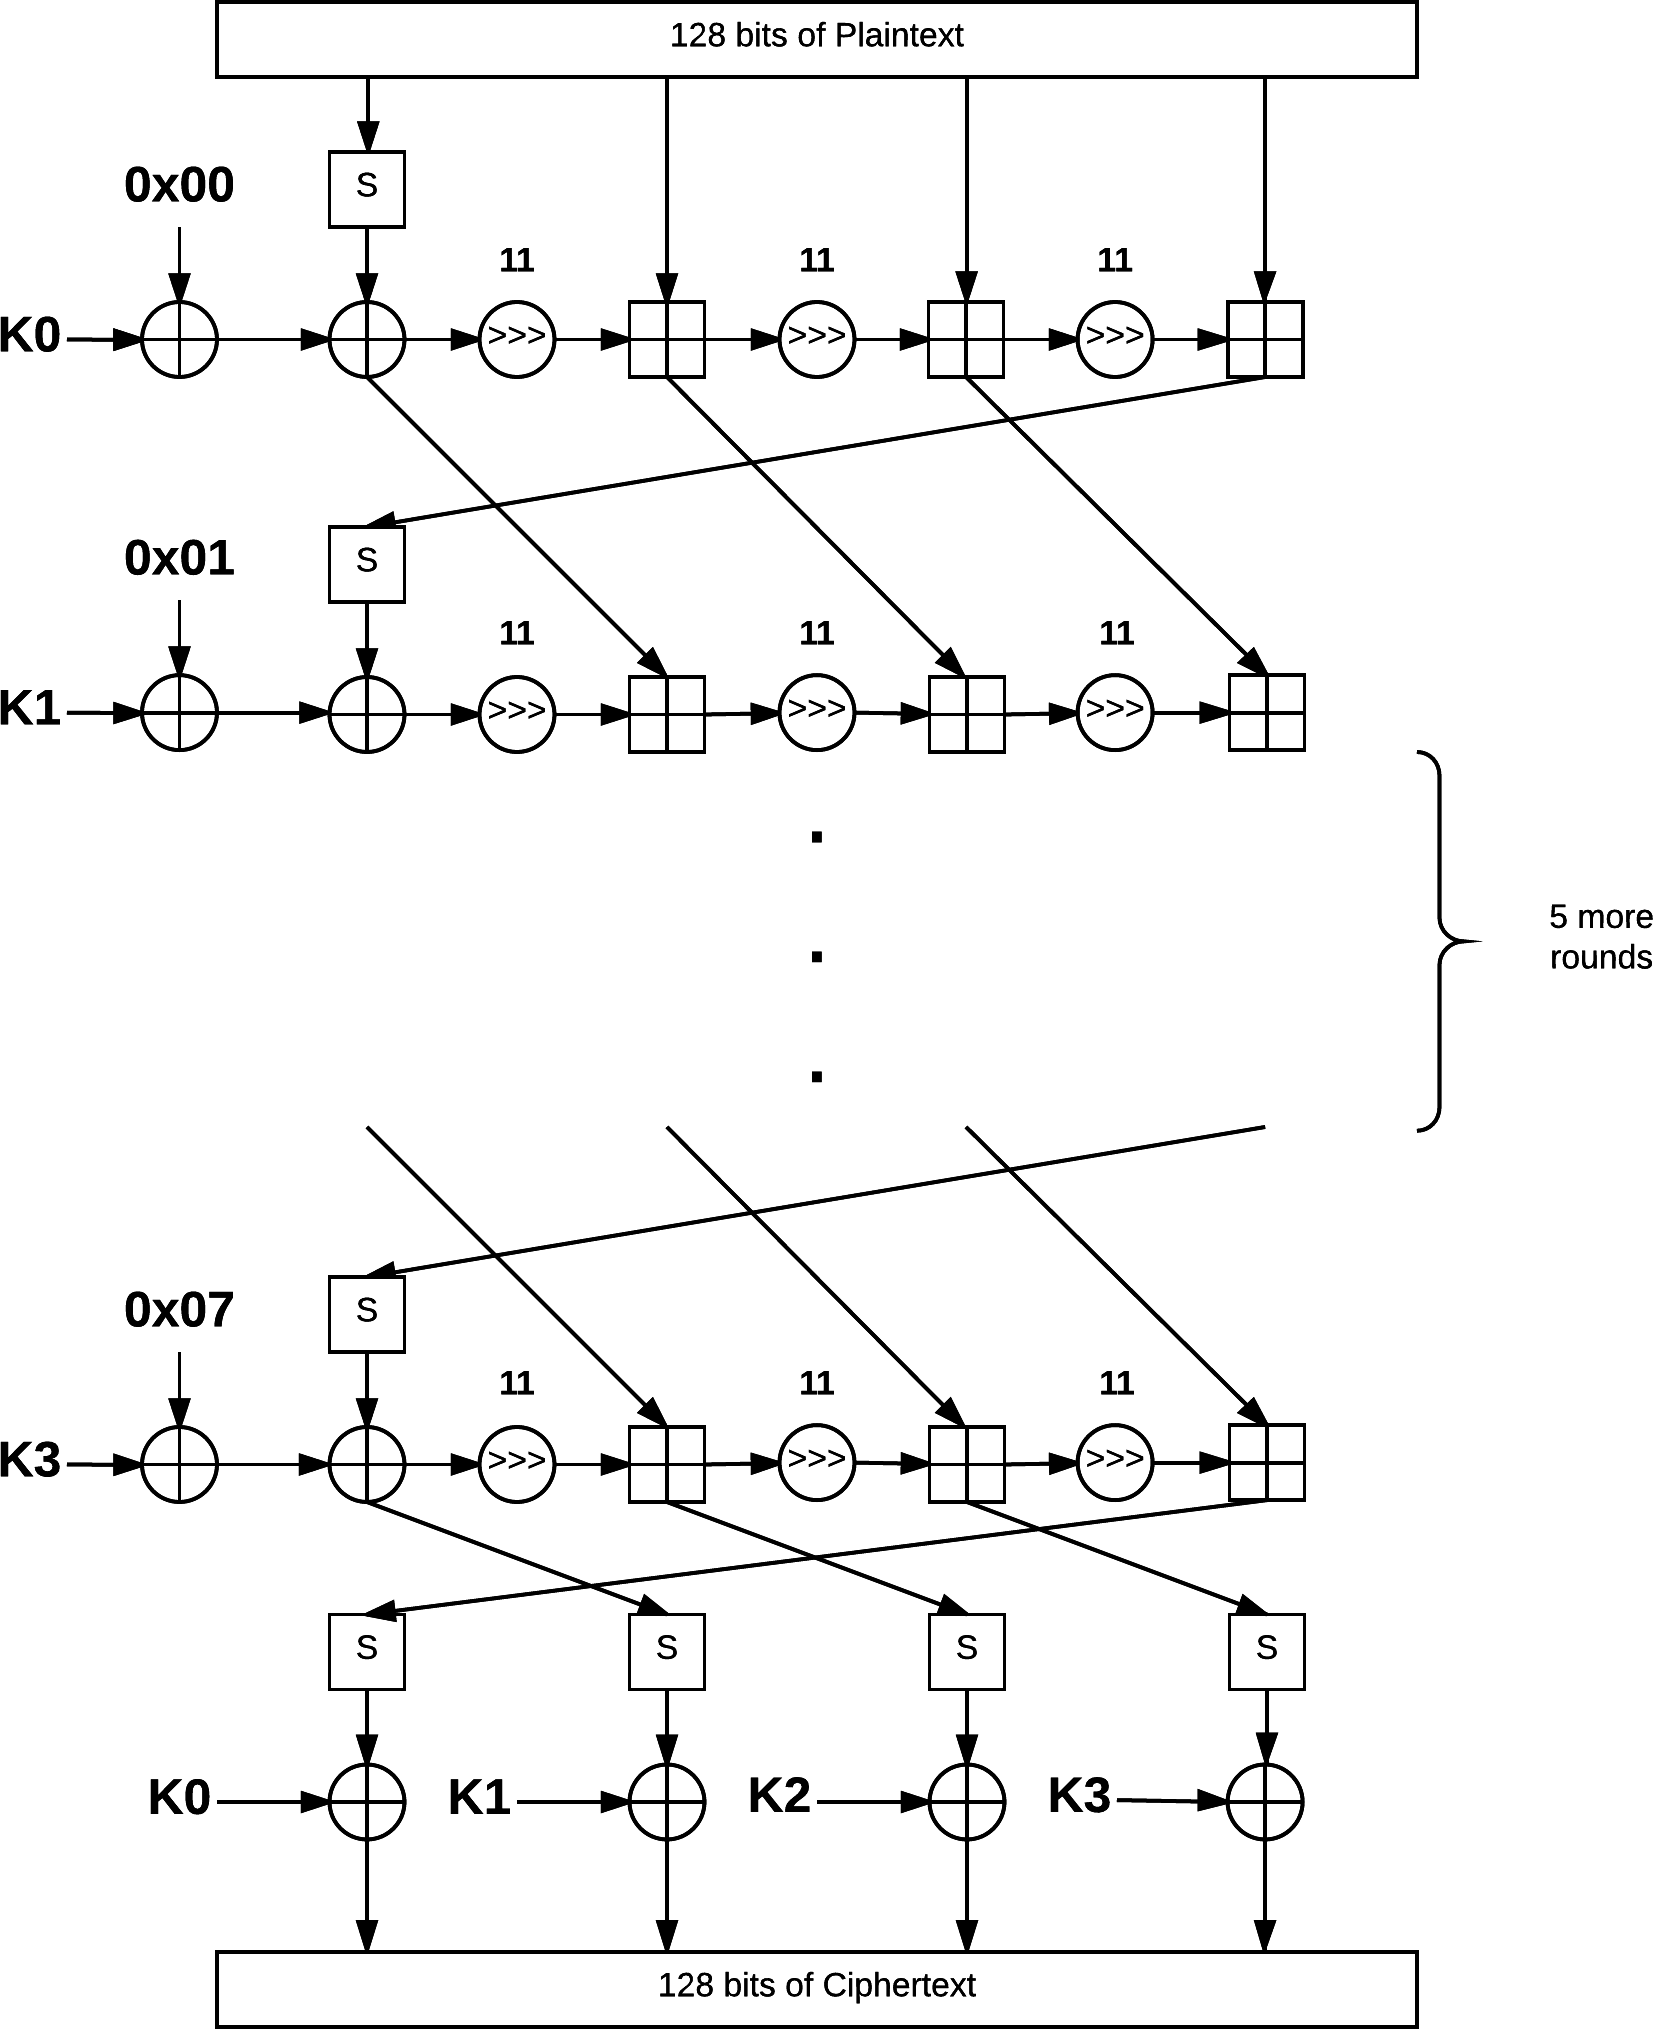 128 bits of Plaintext
0x00
S
11 11 11
K0 >>> >>> >>>
0x01
S
11 11 11
K1 >>> >>> >>>
.
5 more
rounds
.
.
0x07
S
11 11 11
K3 >>> >>> >>>
S S S S
K0 K1 K2 K3
128 bits of Ciphertext